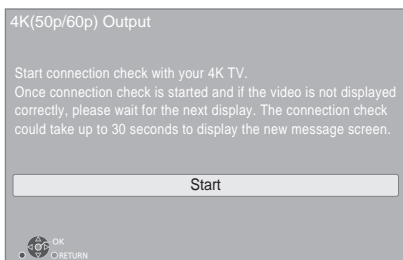 4K(50p/60p) Output
Start connection check with your 4K TV.
Once connection check is started and if the video is not displayed
correctly, please wait for the next display. The connection check
could take up to 30 seconds to display the new message screen.
Start
OK
RETURN